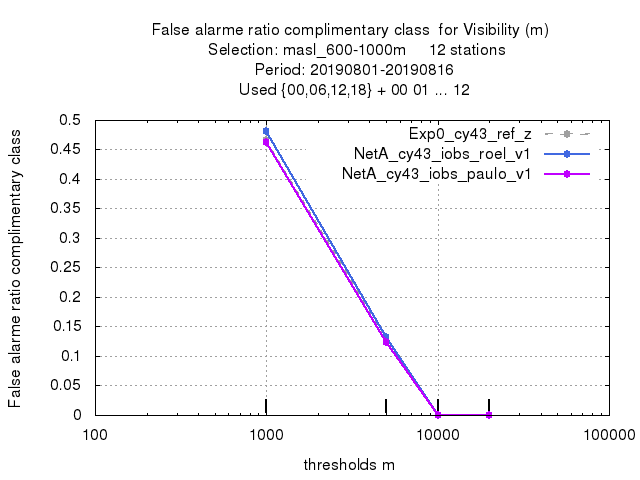 False alarme ratio complimentary class  for Visibility (m)
Selection: masl_600-1000m     12 stations
Period: 20190801-20190816
Used {00,06,12,18} + 00 01 ... 12
Exp0_cy43_ref_z
NetA_cy43_iobs_roel_v1
NetA_cy43_iobs_paulo_v1
False alarme ratio complimentary class
0.5
0.45
0.4
0.35
0.3
0.25
0.2
0.15
0.1
0.05
0
100 1000 10000 100000
thresholds m